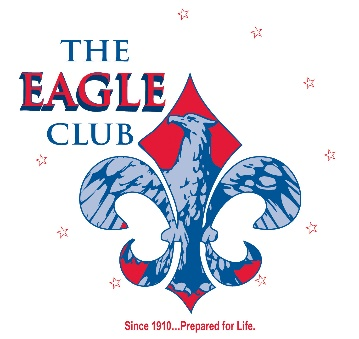 THE
EAGLE
CLUB
Since 1910...Prepared for Life.